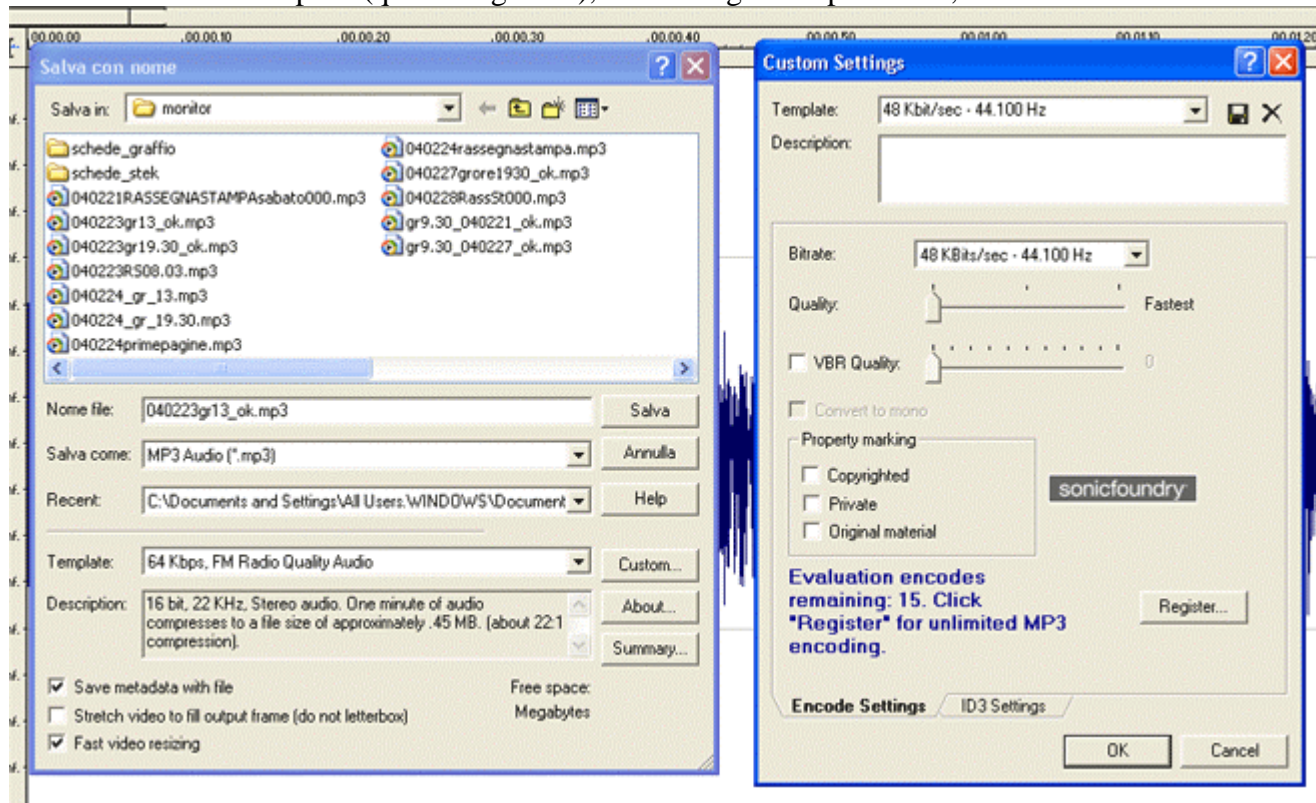 00.00.00 ,00.00.10 ,00.00.20 ,00.00.30 ,00.00.40 00.00.50 00.01.00 00.01.10 00.01.20
Salva con nome
Salva in: monitor
schede_graffio
schede_stek
040221RASSEGNASTAMPAsabato000.mp3
040223gr13_ok.mp3
040223gr19.30_ok.mp3
040223RS08.03.mp3
040224_gr_13.mp3
040224_gr_19.30.mp3
040224primepagine.mp3
040224rassegnastampa.mp3
040227grore1930_ok.mp3
040228RassSt000.mp3
gr9.30_040221_ok.mp3
gr9.30_040227_ok.mp3
Nome file: 040223gr13_ok.mp3 Salva
Salva come: MP3 Audio (*.mp3) Annulla
Recent: C:\Documents and Settings\All Users.WINDOWS\Document Help
Template: 64 Kbps, FM Radio Quality Audio Custom...
Description: 16 bit, 22 KHz, Stereo audio. One minute of audio About...
compresses to a file size of approximately .45 MB. (about 22:1
compression). Summary...
Save metadata with file Free space:
Stretch video to fill output frame (do not letterbox) Megabytes
Fast video resizing
Custom Settings
Template: 48 Kbit/sec - 44.100 Hz
Description:
Bitrate: 48 KBits/sec - 44.100 Hz
Quality: Fastest
VBR Quality: 0
Convert to mono
Property marking
Copyrighted
Private
Original material
sonicfoundry
Evaluation encodes
remaining: 15. Click
"Register" for unlimited MP3
encoding.
Register...
Encode Settings ID3 Settings
OK Cancel